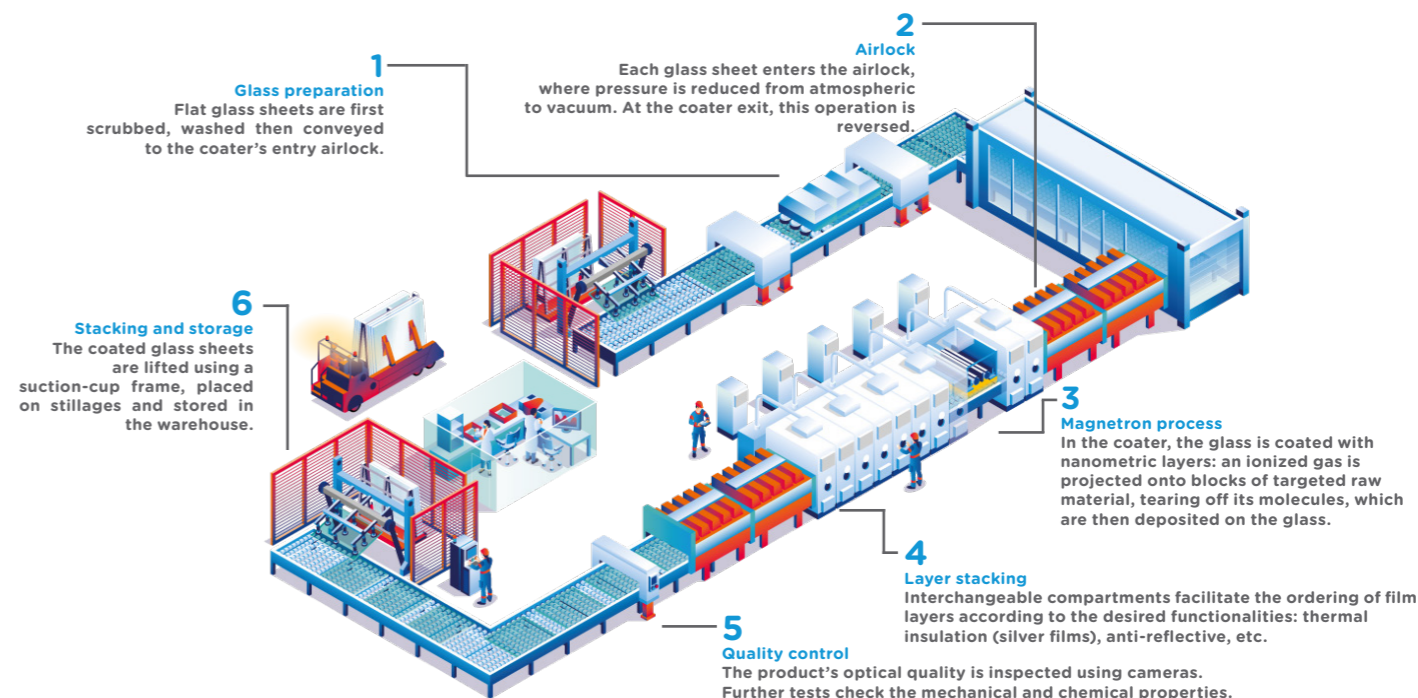 1
Glass preparation
Flat glass sheets are first
scrubbed, washed then conveyed
to the coater's entry airlock.
2
Airlock
Each glass sheet enters the airlock,
where pressure is reduced from atmospheric
to vacuum. At the coater exit, this operation is
reversed.
3
Magnetron process
In the coater, the glass is coated with
nanometric layers: an ionized gas is
projected onto blocks of targeted raw
material, tearing off its molecules, which
are then deposited on the glass.
4
Layer stacking
Interchangeable compartments facilitate the ordering of film
layers according to the desired functionalities: thermal
insulation (silver films), anti-reflective, etc.
5
Quality control
The product's optical quality is inspected using cameras.
Further tests check the mechanical and chemical properties.
6
Stacking and storage
The coated glass sheets
are lifted using a
suction-cup frame, placed
on stillages and stored in
the warehouse.